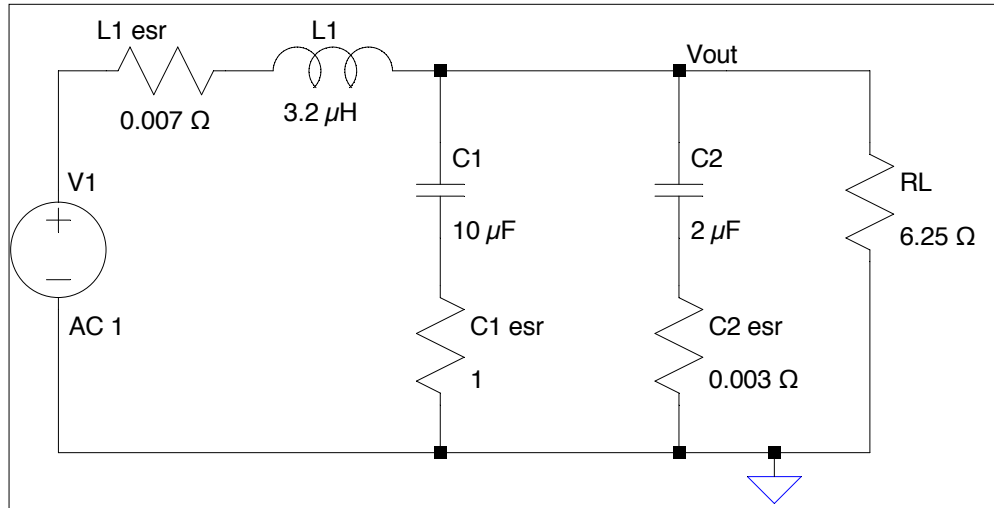 L1 esr
L1
Vout
0.007 Ω
3.2 µH
C1
C2
V1
RL
10 µF
2 µF
6.25 Ω
AC 1
C1 esr
C2 esr
1
0.003 Ω